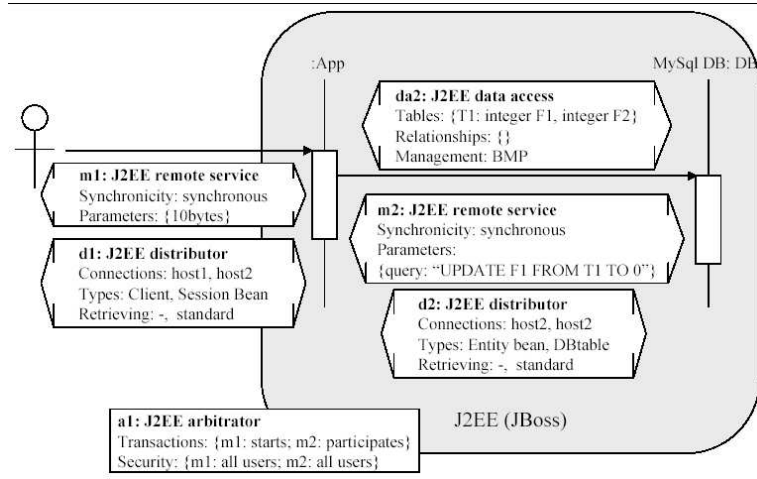 :App
MySql DB: DB
da2: J2EE data access
Tables: {T1: integer F1, integer F2}
Relationships: {}
Management: BMP
m1: J2EE remote service
Synchronicity: synchronous
Parameters: {10bytes}
m2: J2EE remote service
Synchronicity: synchronous
Parameters:
{query: “UPDATE F1 FROM T1 TO 0”}
d1: J2EE distributor
Connections: host1, host2
Types: Client, Session Bean
Retrieving: -, standard
d2: J2EE distributor
Connections: host2, host2
Types: Entity bean, DBtable
Retrieving: -, standard
a1: J2EE arbitrator
Transactions: {m1: starts; m2: participates}
Security: {m1: all users; m2: all users}
J2EE (JBoss)